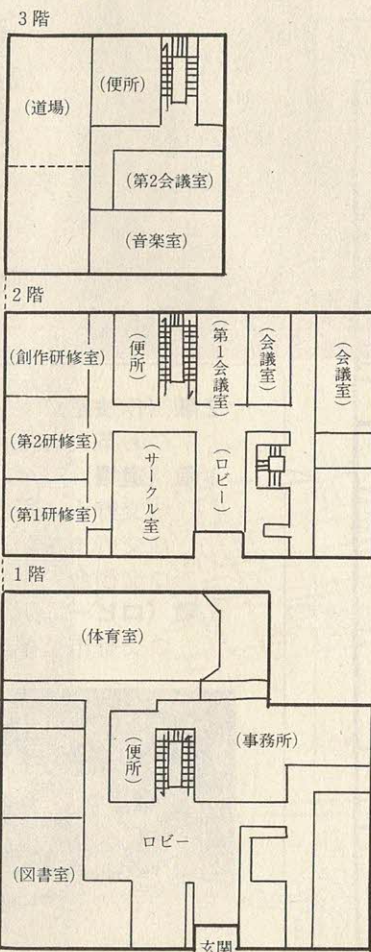 3階
(道場)
(便所)
(第2会議室)
(音楽室)
2階
(創作研修室)
(便所)
(第1会議室)
(会議室)
(会議室)
(第2研修室)
(サークル室)
(ロビー)
(第1研修室)
1階
(体育室)
(便所)
(事務所)
ロビー
(図書室)
玄関